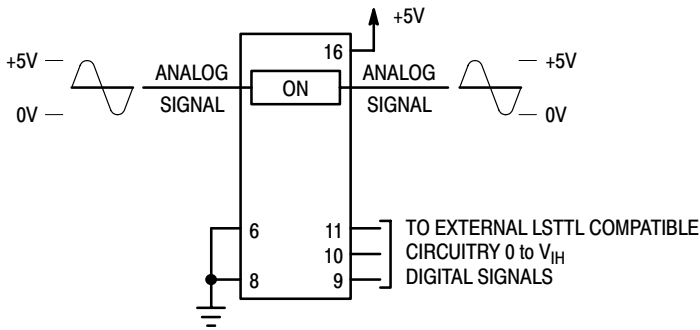 +5V
16
+5V
ANALOG
SIGNAL
ON
ANALOG
SIGNAL
+5V
0V
0V
6
11
TO EXTERNAL LSTTL COMPATIBLE
10
CIRCUITRY 0 to VIH
8
9
DIGITAL SIGNALS